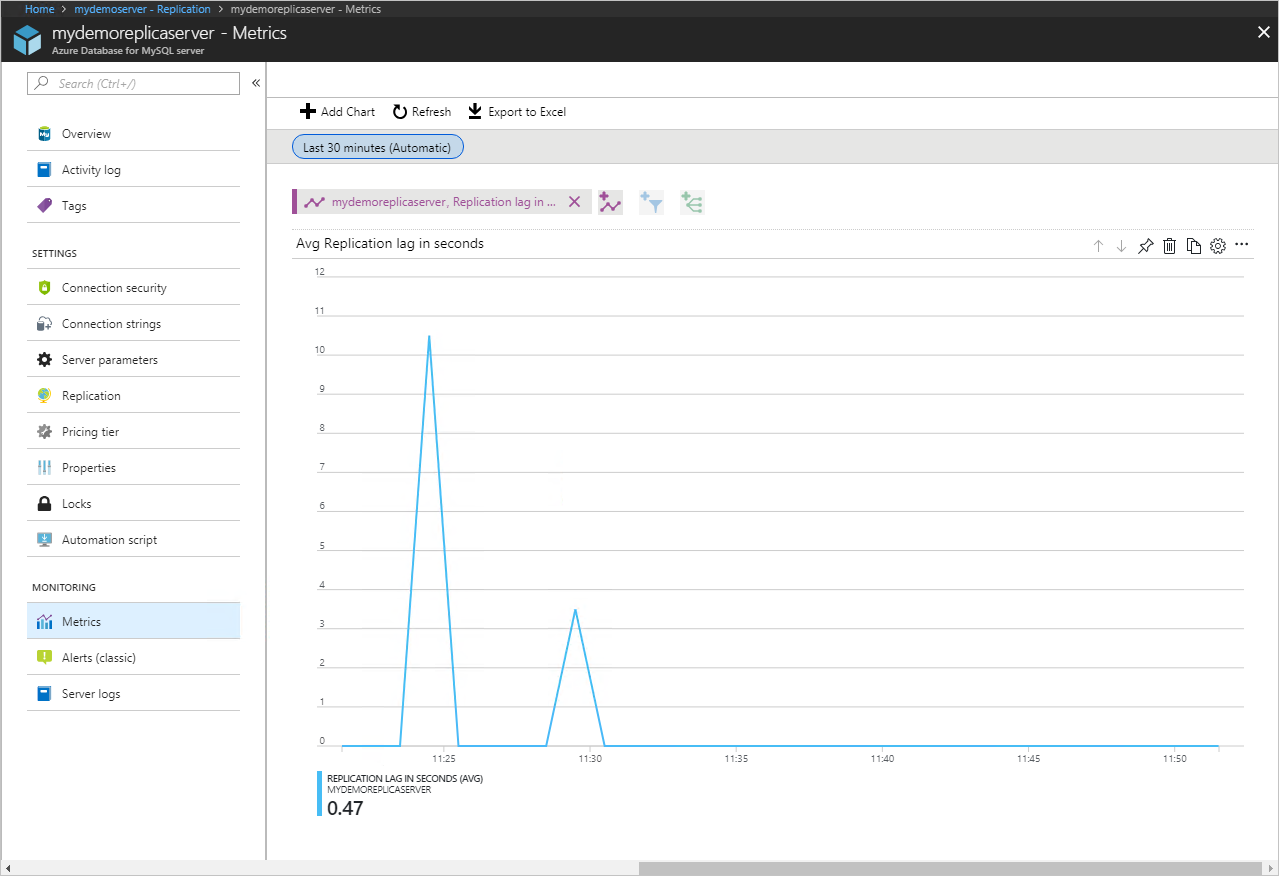 Home > mydemoserver - Replication > mydemoreplicaserver - Metrics
mydemoreplicaserver - Metrics
Azure Database for MySQL server
Search (Ctrl+/)
Overview
Activity log
Tags
SETTINGS
Connection security
Connection strings
Server parameters
Replication
Pricing tier
Properties
Locks
Automation script
MONITORING
Metrics
Alerts (classic)
Server logs
Add Chart Refresh Export to Excel
Last 30 minutes (Automatic)
mydemoreplicaserver, Replication lag in ...
Avg Replication lag in seconds
12
11
10
9
8
7
6
5
4
3
2
1
0
11:25 11:30 11:35 11:40 11:45 11:50
REPLICATION LAG IN SECONDS (AVG)
MYDEMOREPLICASERVER
0.47